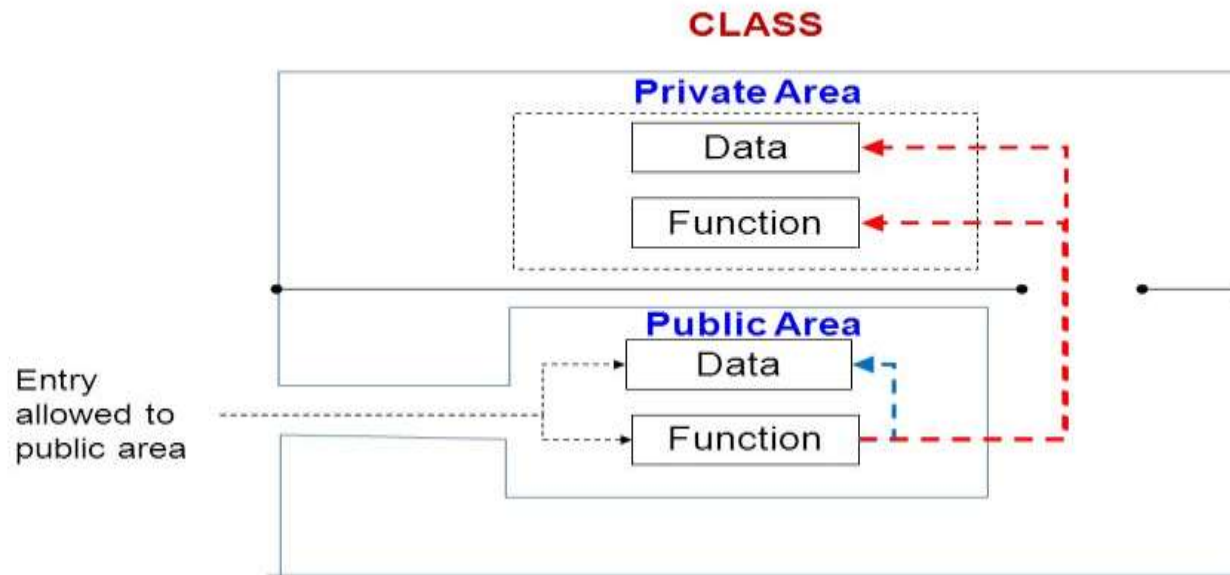 CLASS
Private Area
Data
Function
Public Area
Data
Function
Entry
allowed to
public area